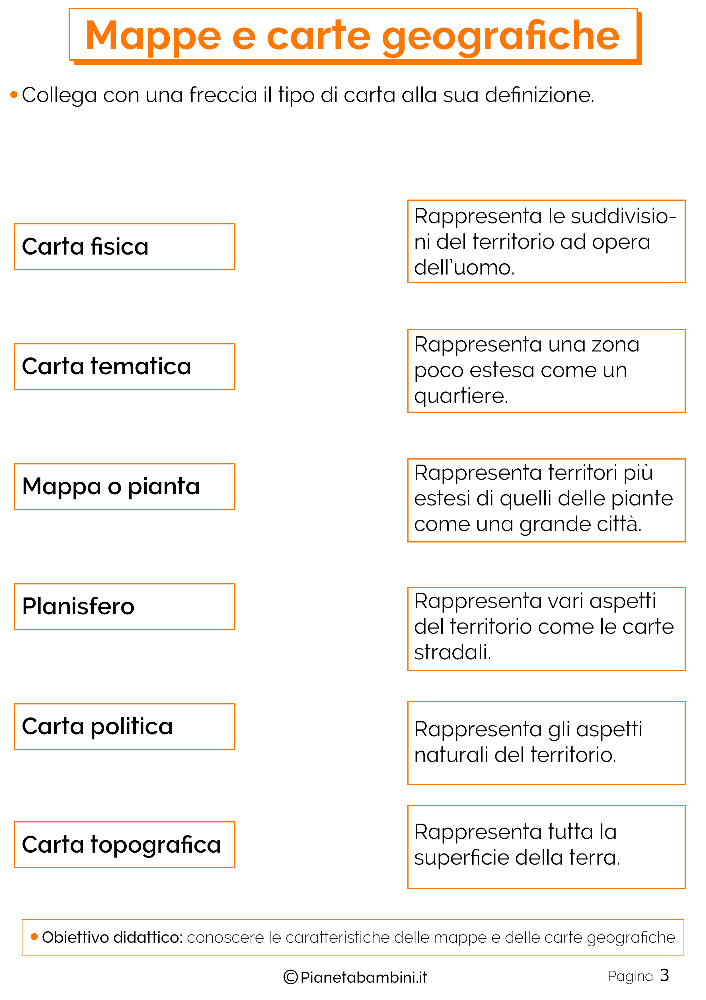 Mappe e carte geografiche
• Collega con una freccia il tipo di carta alla sua definizione.
Carta fisica
Rappresenta le suddivisio-
ni del territorio ad opera
dell'uomo.
Carta tematica
Rappresenta una zona
poco estesa come un
quartiere.
Mappa o pianta
Rappresenta territori più
estesi di quelli delle piante
come una grande città.
Planisfero
Rappresenta vari aspetti
del territorio come le carte
stradali.
Carta politica
Rappresenta gli aspetti
naturali del territorio.
Carta topografica
Rappresenta tutta la
superficie della terra.
• Obiettivo didattico: conoscere le caratteristiche delle mappe e delle carte geografiche.
©Pianetabambini.it
Pagina 3